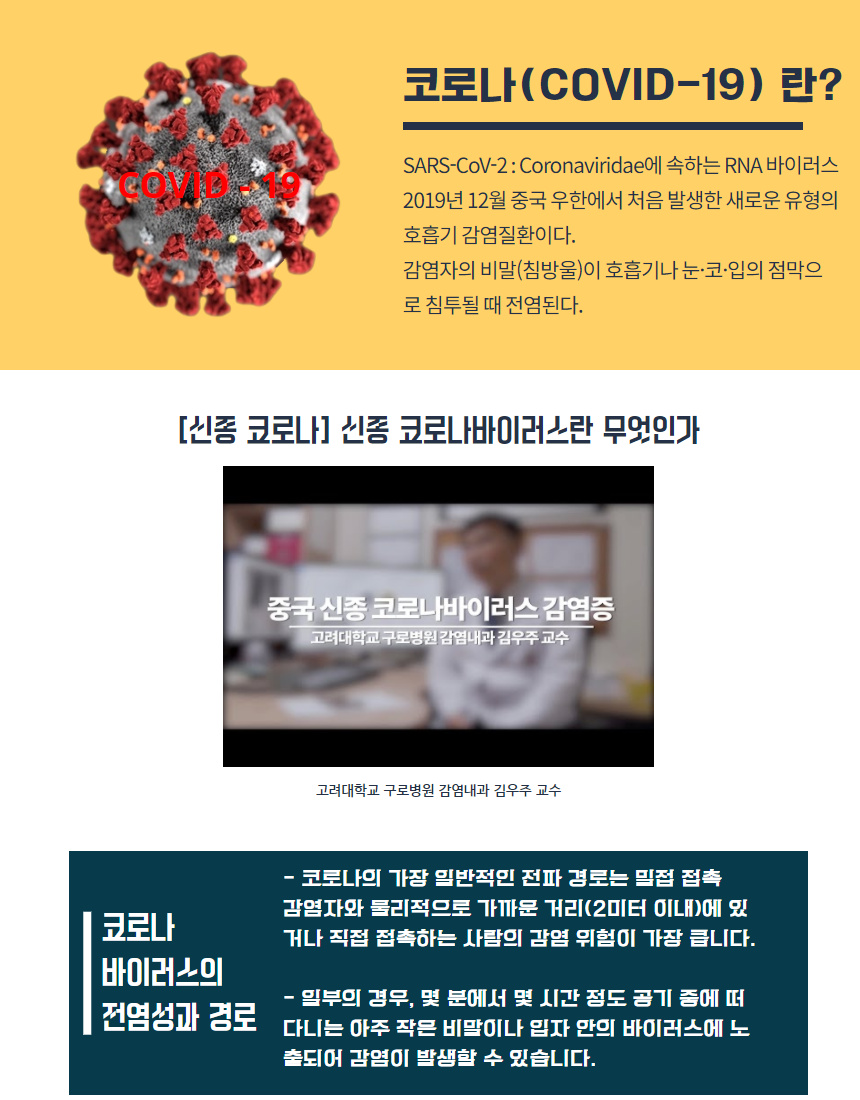 코로나(COVID-19) 란?
COVID - 19
SARS-CoV-2 : Coronaviridae에 속하는 RNA 바이러스
2019년 12월 중국 우한에서 처음 발생한 새로운 유형의
호흡기 감염질환이다.
감염자의 비말(침방울)이 호흡기나 눈·코·입의 점막으
로 침투될 때 전염된다.
[신종 코로나] 신종 코로나바이러스란 무엇인가
중국 신종 코로나바이러스 감염증
고려대학교 구로병원 감염내과 김우주 교수
고려대학교 구로병원 감염내과 김우주 교수
코로나
바이러스의
전염성과 경로
- 코로나의 가장 일반적인 전파 경로는 밀접 접촉
감염자와 물리적으로 가까운 거리(2미터 이내)에 있
거나 직접 접촉하는 사람의 감염 위험이 가장 큽니다.
- 일부의 경우, 몇 분에서 몇 시간 정도 공기 중에 떠
다니는 아주 작은 비말이나 입자 안의 바이러스에 노
출되어 감염이 발생할 수 있습니다.